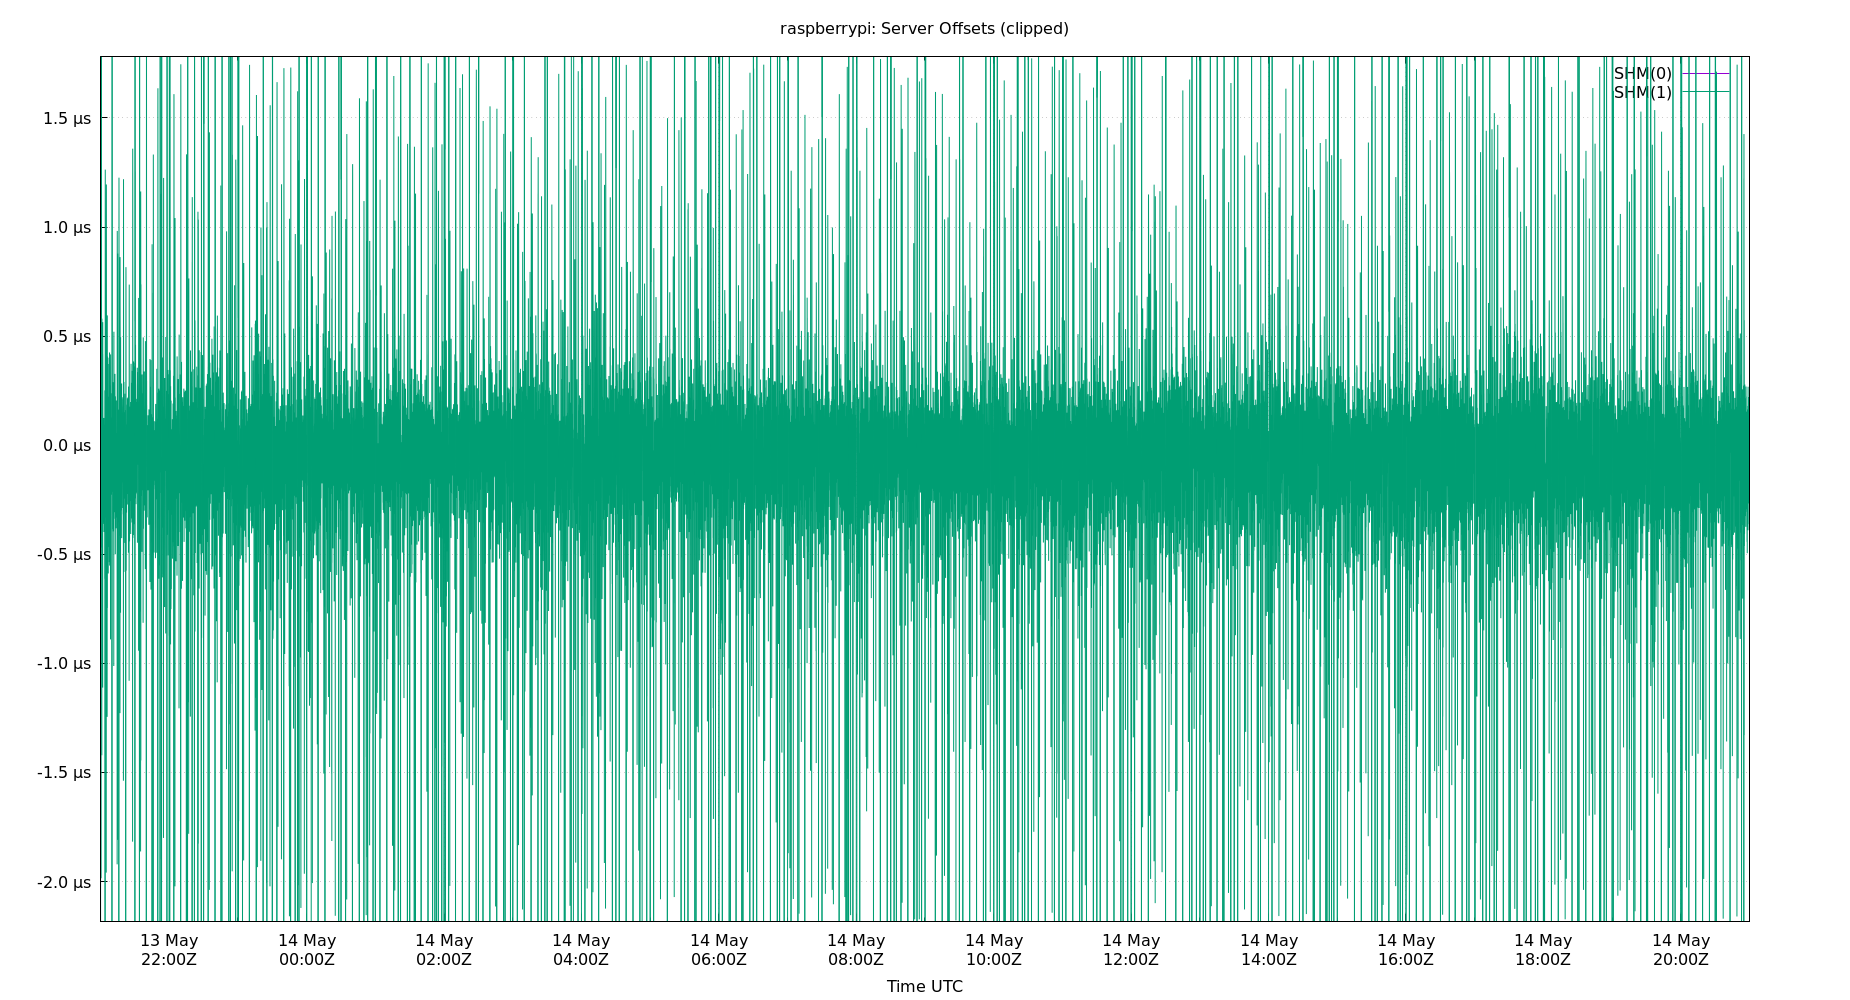 raspberrypi: Server Offsets (clipped)
SHM(0)
SHM(1)
1.5 µs
1.0 µs
0.5 µs
0.0 µs
-0.5 µs
-1.0 µs
-1.5 µs
-2.0 µs
13 May 14 May 14 May 14 May 14 May 14 May 14 May 14 May 14 May 14 May 14 May 14 May
22:00Z 00:00Z 02:00Z 04:00Z 06:00Z 08:00Z 10:00Z 12:00Z 14:00Z 16:00Z 18:00Z 20:00Z
Time UTC